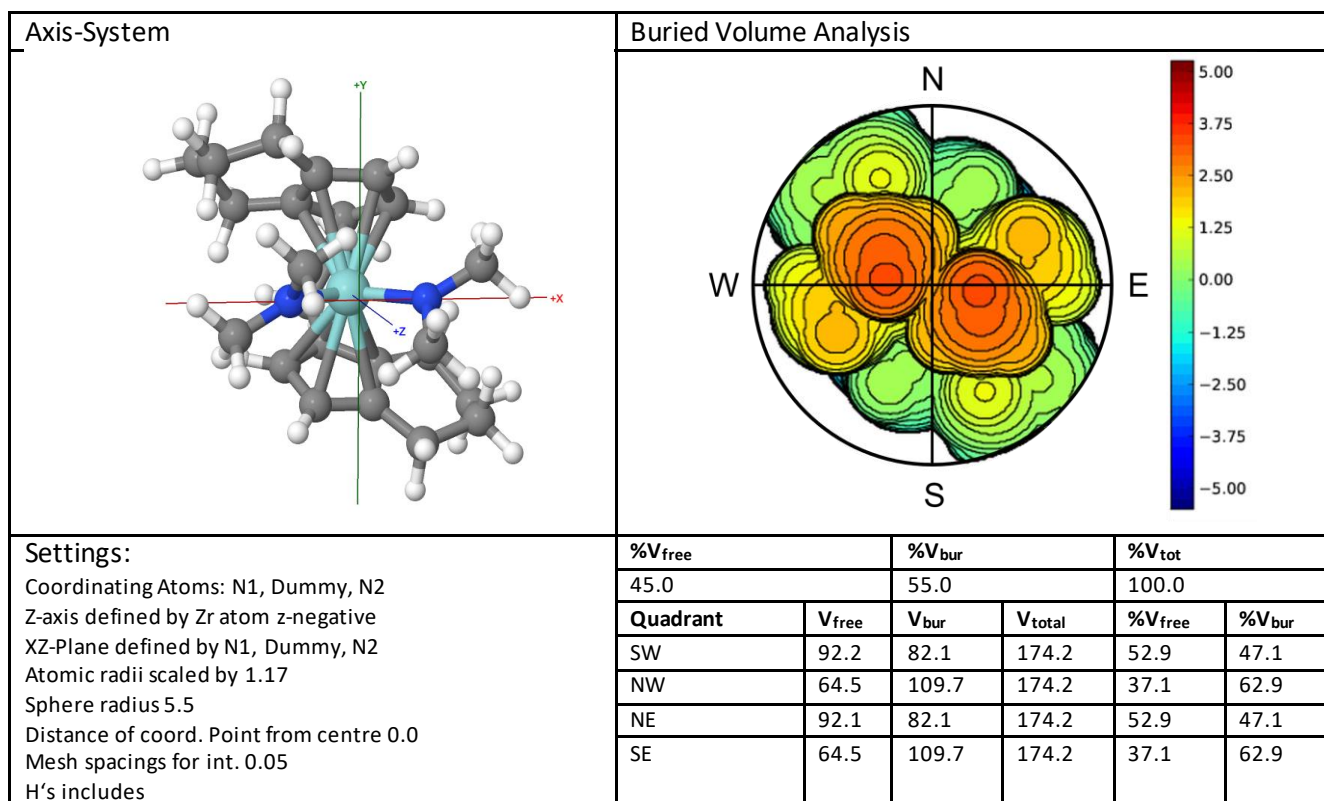 Axis-System
Buried Volume Analysis
+Y
+X
+Z
N
W
E
S
5.00
3.75
2.50
1.25
0.00
−1.25
−2.50
−3.75
−5.00
Settings:
Coordinating Atoms: N1, Dummy, N2
Z-axis defined by Zr atom z-negative
XZ-Plane defined by N1, Dummy, N2
Atomic radii scaled by 1.17
Sphere radius 5.5
Distance of coord. Point from centre 0.0
Mesh spacings for int. 0.05
H‘s includes
%Vfree %Vbur %Vtot
45.0 55.0 100.0
Quadrant Vfree Vbur Vtotal %Vfree %Vbur
SW 92.2 82.1 174.2 52.9 47.1
NW 64.5 109.7 174.2 37.1 62.9
NE 92.1 82.1 174.2 52.9 47.1
SE 64.5 109.7 174.2 37.1 62.9